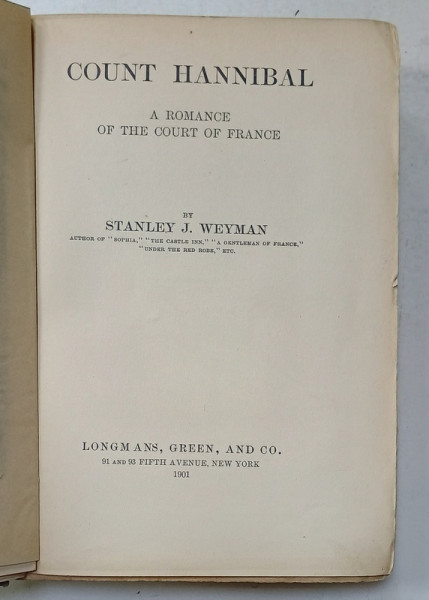 COUNT HANNIBAL
A ROMANCE
OF THE COURT OF FRANCE
BY
STANLEY J. WEYMAN
AUTHOR OF "SOPHIA," "THE CASTLE INN," "A GENTLEMAN OF FRANCE,"
"UNDER THE RED ROBE," ETC.
LONGMANS, GREEN, AND CO.
91 AND 93 FIFTH AVENUE, NEW YORK
1901